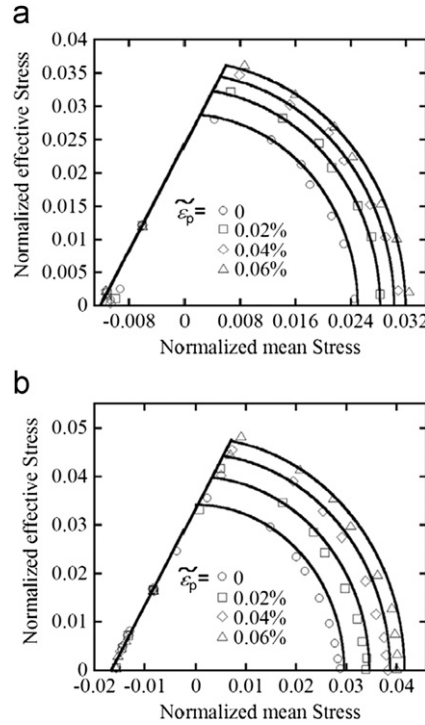 a
Normalized effective Stress
0.04
0.035
0.03
0.025
0.02
0.015
0.01
0.005
0
ε̃p= 0
0.02%
0.04%
0.06%
-0.008 0 0.008 0.016 0.024 0.032
Normalized mean Stress
b
Normalized effective Stress
0.05
0.04
0.03
0.02
0.01
0
ε̃p= 0
0.02%
0.04%
0.06%
-0.02 -0.01 0 0.01 0.02 0.03 0.04
Normalized mean Stress